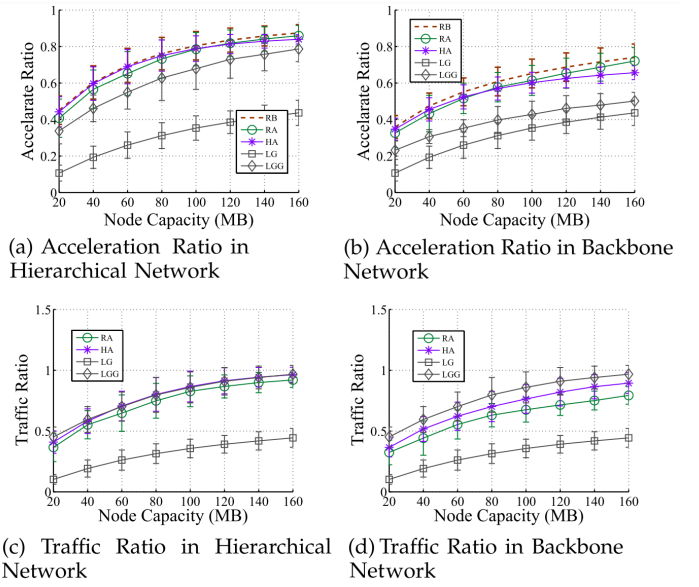 1
0.8
0.6
0.4
0.2
0
Accelarate Ratio
20 40 60 80 100 120 140 160
Node Capacity (MB)
RB
RA
HA
LG
LGG
(a) Acceleration Ratio in
Hierarchical Network
1
0.8
0.6
0.4
0.2
0
Accelarate Ratio
20 40 60 80 100 120 140 160
Node Capacity (MB)
RB
RA
HA
LG
LGG
(b) Acceleration Ratio in Backbone
Network
1.5
1
0.5
0
Traffic Ratio
20 40 60 80 100 120 140 160
Node Capacity (MB)
RA
HA
LG
LGG
(c) Traffic Ratio in Hierarchical
Network
1.5
1
0.5
0
Traffic Ratio
20 40 60 80 100 120 140 160
Node Capacity (MB)
RA
HA
LG
LGG
(d) Traffic Ratio in Backbone
Network